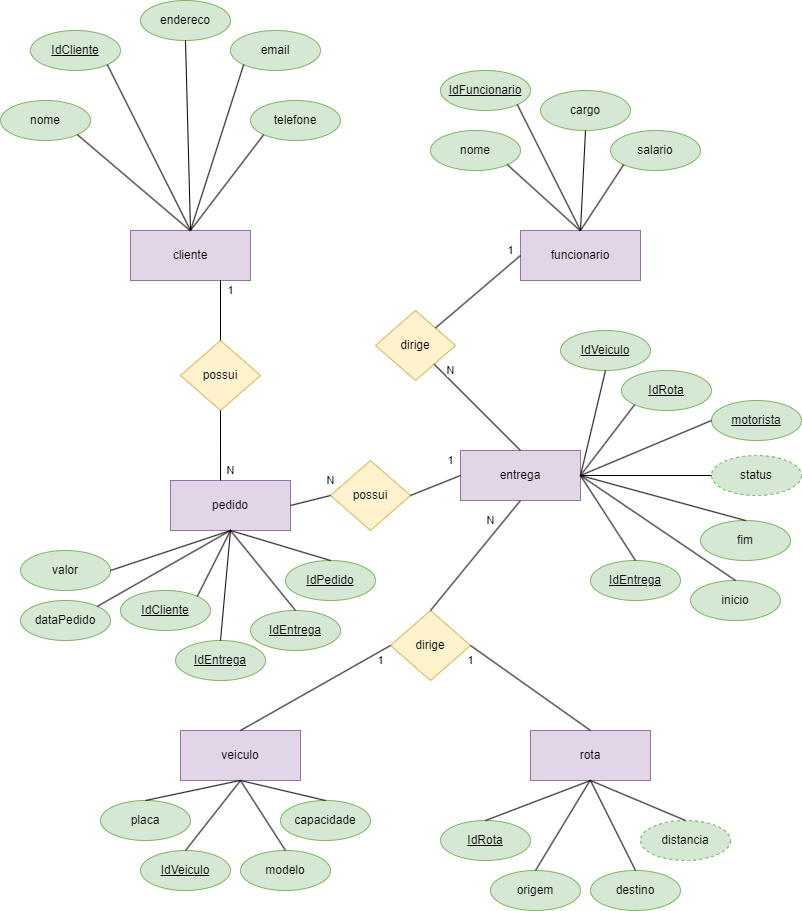 endereco
IdCliente
email
nome
telefone
IdFuncionario
cargo
nome
salario
cliente
funcionario
1
1
dirige
possui
N
IdVeiculo
IdRota
motorista
status
fim
inicio
IdEntrega
entrega
1
N
possui
N
pedido
N
valor
dataPedido
IdCliente
IdEntrega
IdEntrega
IdPedido
dirige
1
1
veiculo
rota
placa
IdVeiculo
modelo
capacidade
IdRota
origem
destino
distancia